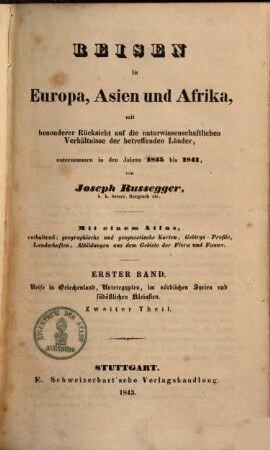 REISEN
in
Europa, Asien und Afrika,
mit
besonderer Rücksicht auf die naturwissenschaftlichen
Verhältnisse der betreffenden Länder,
unternommen in den Jahren 1835 bis 1841,
von
Joseph Russegger,
k. k. österr. Bergrath etc.
Mit einem Atlas,
enthaltend: geographische und geognostische Karten, Gebirgs-Profile,
Landschaften, Abbildungen aus dem Gebiete der Flora und Fauna.
ERSTER BAND.
Reise in Griechenland, Unteregypten, im nördlichen Syrien und
südöstlichen Kleinasien.
Zweiter Theil.
EIGENTHUM DER STADT
STUTTGART.
E. Schweizerbart'sche Verlagshandlung.
1843.